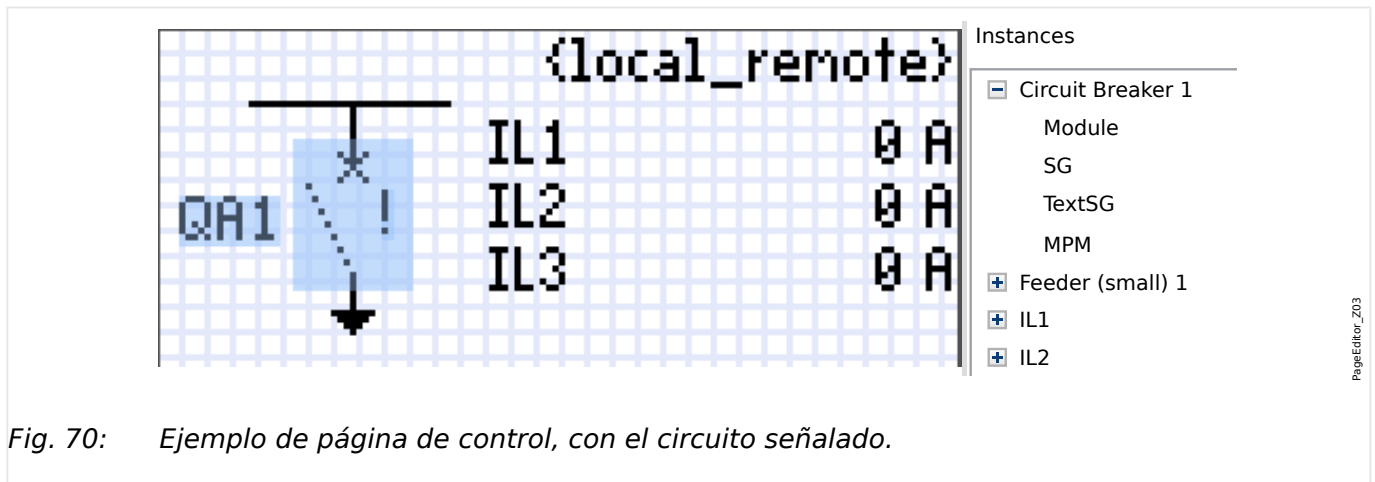 {local_remote}
IL1 0 A
QA1 ! IL2 0 A
IL3 0 A
Instances
Circuit Breaker 1
Module
SG
TextSG
MPM
Feeder (small) 1
IL1
IL2
PageEditor_Z03
Fig. 70: Ejemplo de página de control, con el circuito señalado.